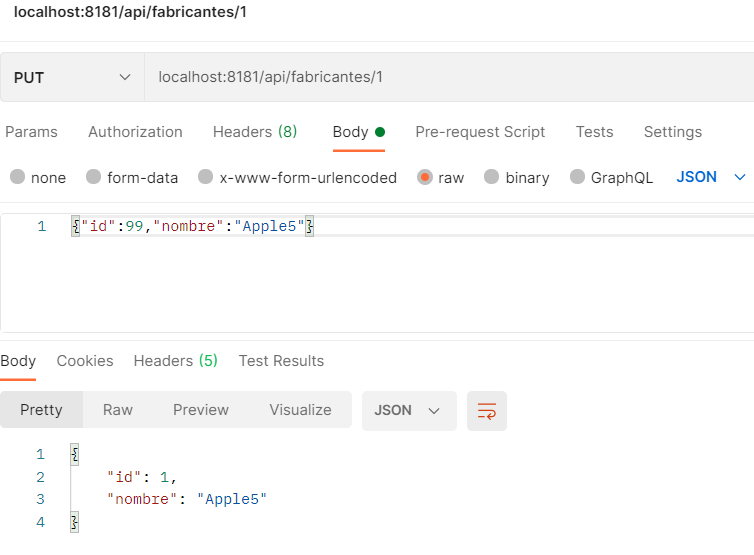 localhost:8181/api/fabricantes/1
PUT localhost:8181/api/fabricantes/1
Params Authorization Headers (8) Body Pre-request Script Tests Settings
none form-data x-www-form-urlencoded raw binary GraphQL JSON
1 {"id":99,"nombre":"Apple5"}
Body Cookies Headers (5) Test Results
Pretty Raw Preview Visualize JSON
1 {
2 "id": 1,
3 "nombre": "Apple5"
4 }